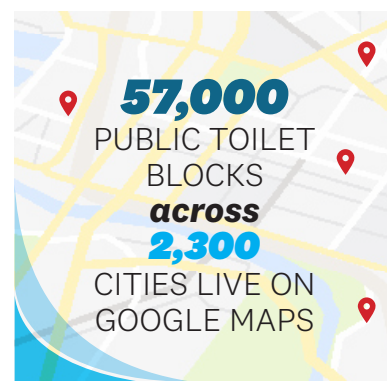 57,000
PUBLIC TOILET
BLOCKS
across
2,300
CITIES LIVE ON
GOOGLE MAPS